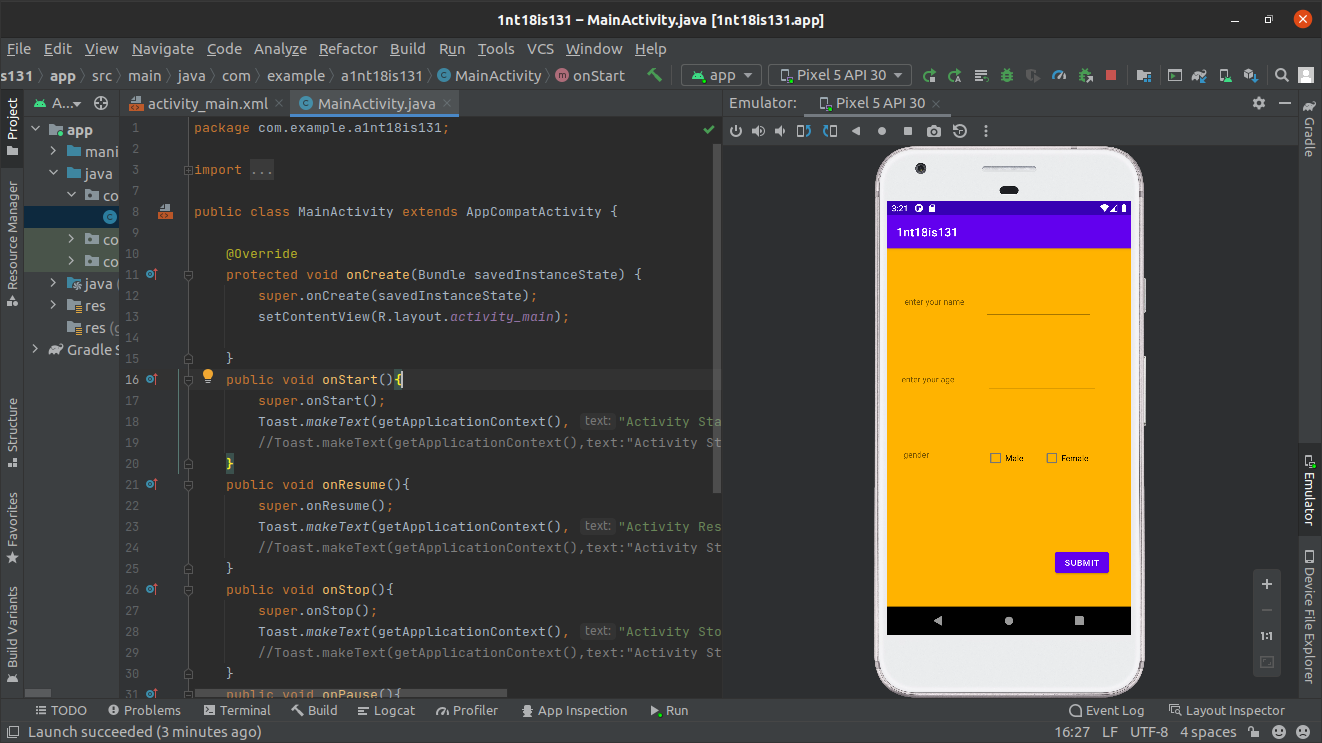 1nt18is131 – MainActivity.java [1nt18is131.app]
File Edit View Navigate Code Analyze Refactor Build Run Tools VCS Window Help
is131 app src main java com example a1nt18is131 MainActivity onStart app Pixel 5 API 30
Project
A...
activity_main.xml
MainActivity.java
Emulator:
Pixel 5 API 30
Gradle
app
mani
java
co
co
co
java (
res
res (g
Gradle S
Resource Manager
Structure
Favorites
Build Variants
1 package com.example.a1nt18is131;
2
3 import ...
7
8 public class MainActivity extends AppCompatActivity {
9
10 @Override
11 protected void onCreate(Bundle savedInstanceState) {
12 super.onCreate(savedInstanceState);
13 setContentView(R.layout.activity_main);
14
15 }
16 public void onStart(){
17 super.onStart();
18 Toast.makeText(getApplicationContext(), text: "Activity Sta
19 //Toast.makeText(getApplicationContext(),text:"Activity St
20 }
21 public void onResume(){
22 super.onResume();
23 Toast.makeText(getApplicationContext(), text: "Activity Res
24 //Toast.makeText(getApplicationContext(),text:"Activity St
25 }
26 public void onStop(){
27 super.onStop();
28 Toast.makeText(getApplicationContext(), text: "Activity Sto
29 //Toast.makeText(getApplicationContext(),text:"Activity St
30 }
31 public void onPause(){
3:21
1nt18is131
enter your name
enter your age
gender
Male
Female
SUBMIT
1:1
Emulator
Device File Explorer
TODO Problems Terminal Build Logcat Profiler App Inspection Run Event Log Layout Inspector
Launch succeeded (3 minutes ago) 16:27 LF UTF-8 4 spaces